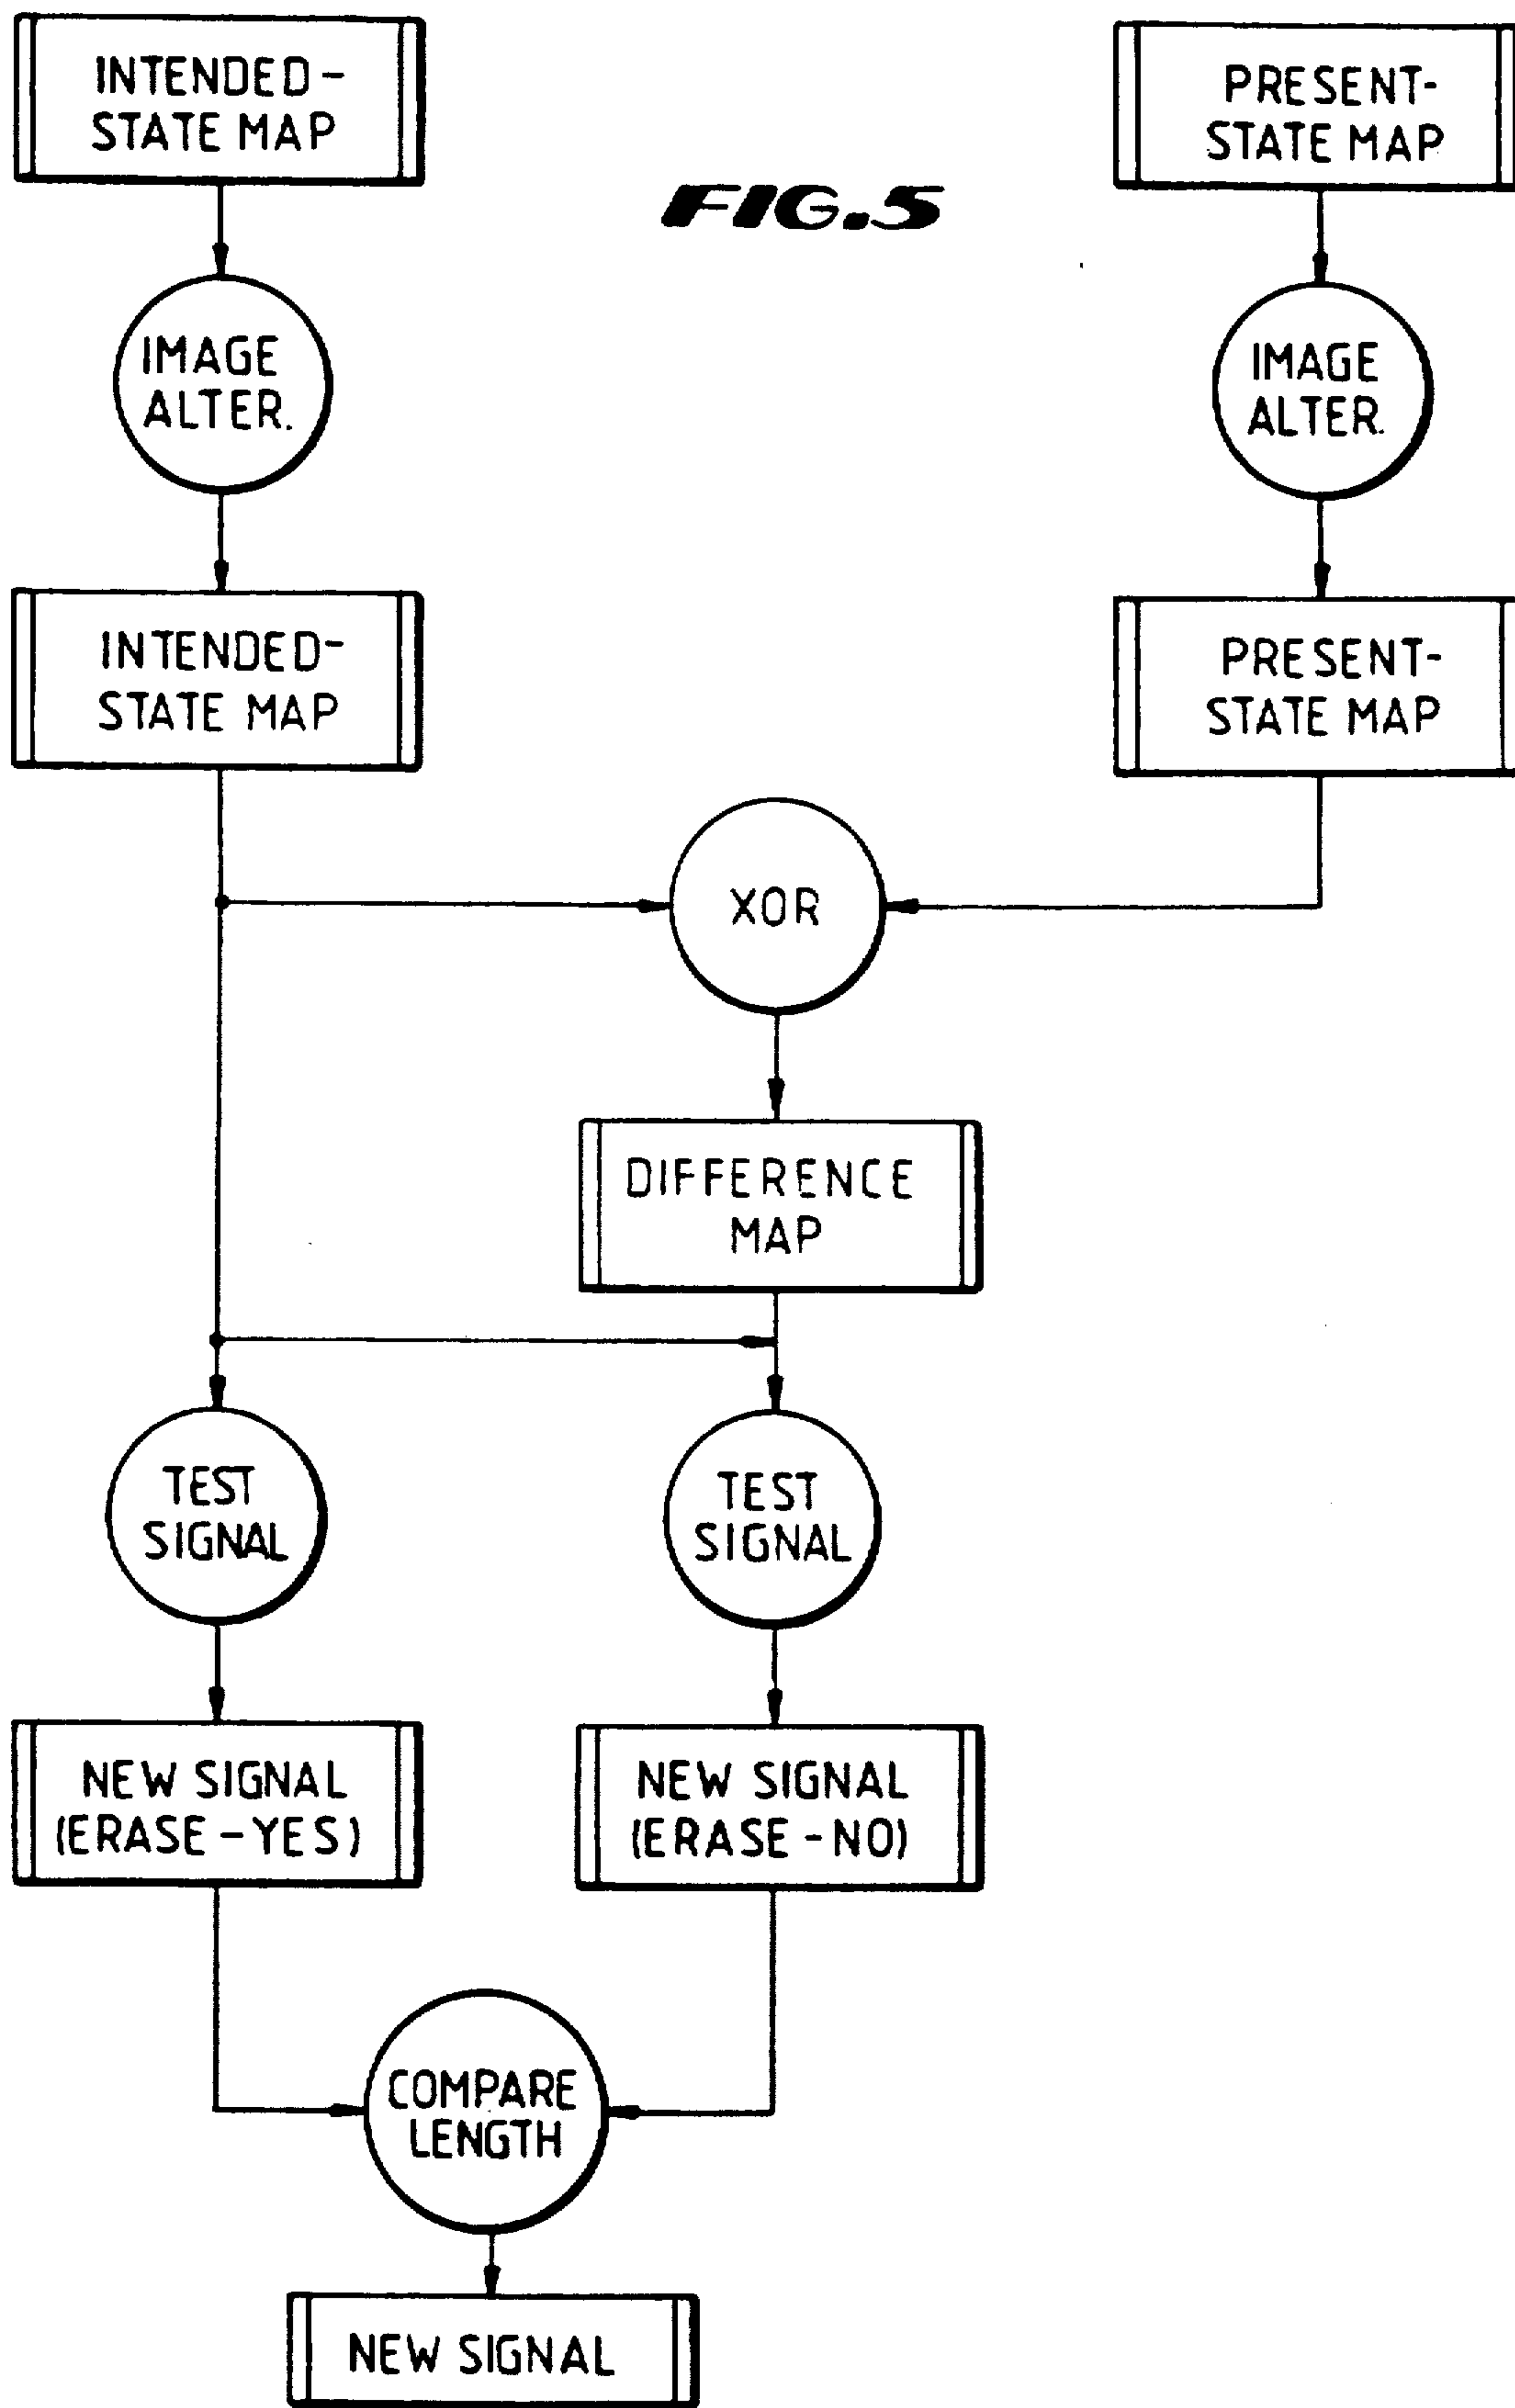 INTENDED-
STATE MAP
PRESENT-
STATE MAP
FIG.5
IMAGE
ALTER.
IMAGE
ALTER.
INTENDED-
STATE MAP
PRESENT-
STATE MAP
XOR
DIFFERENCE
MAP
TEST
SIGNAL
TEST
SIGNAL
NEW SIGNAL
(ERASE-YES)
NEW SIGNAL
(ERASE-NO)
COMPARE
LENGTH
NEW SIGNAL